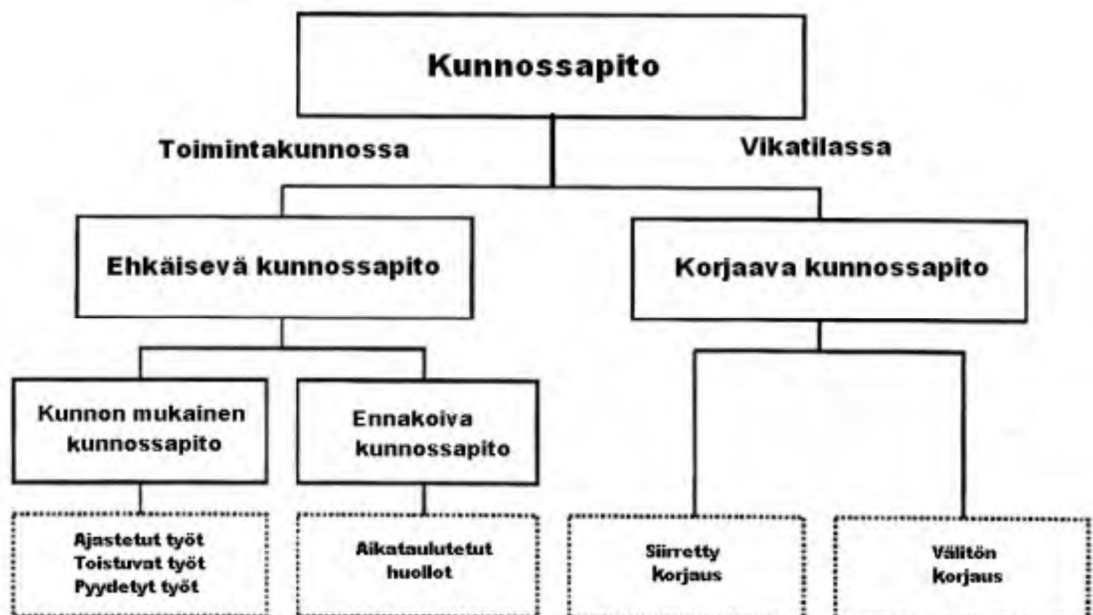 Kunnossapito
Toimintakunnossa
Vikatilassa
Ehkäisevä kunnossapito
Korjaava kunnossapito
Kunnon mukainen
kunnossapito
Ennakoiva
kunnossapito
Ajastetut työt
Toistuvat työt
Pyydetyt työt
Aikataulutetut
huollot
Siirretty
Korjaus
Välitön
Korjaus